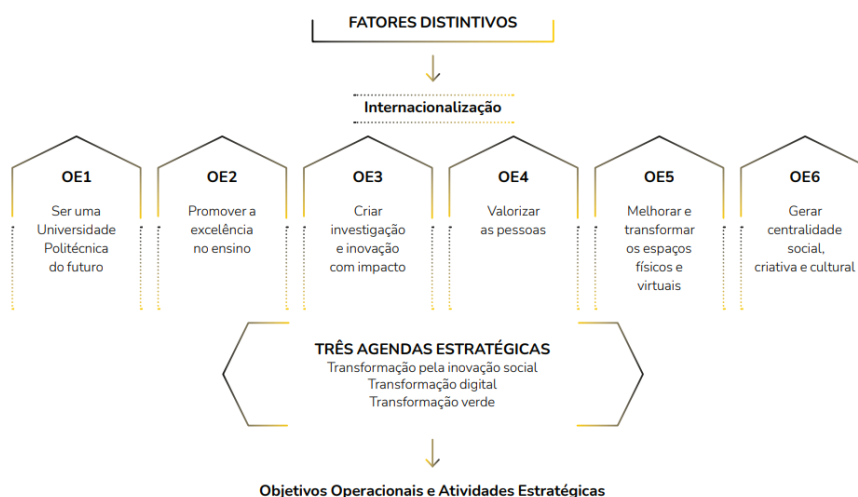 FATORES DISTINTIVOS
Internacionalização
OE1
Ser uma
Universidade
Politécnica
do futuro
OE2
Promover a
excelência
no ensino
OE3
Criar
investigação
e inovação
com impacto
OE4
Valorizar
as pessoas
OE5
Melhorar e
transformar
os espaços
físicos e
virtuais
OE6
Gerar
centralidade
social,
criativa e cultural
TRÊS AGENDAS ESTRATÉGICAS
Transformação pela inovação social
Transformação digital
Transformação verde
Objetivos Operacionais e Atividades Estratégicas